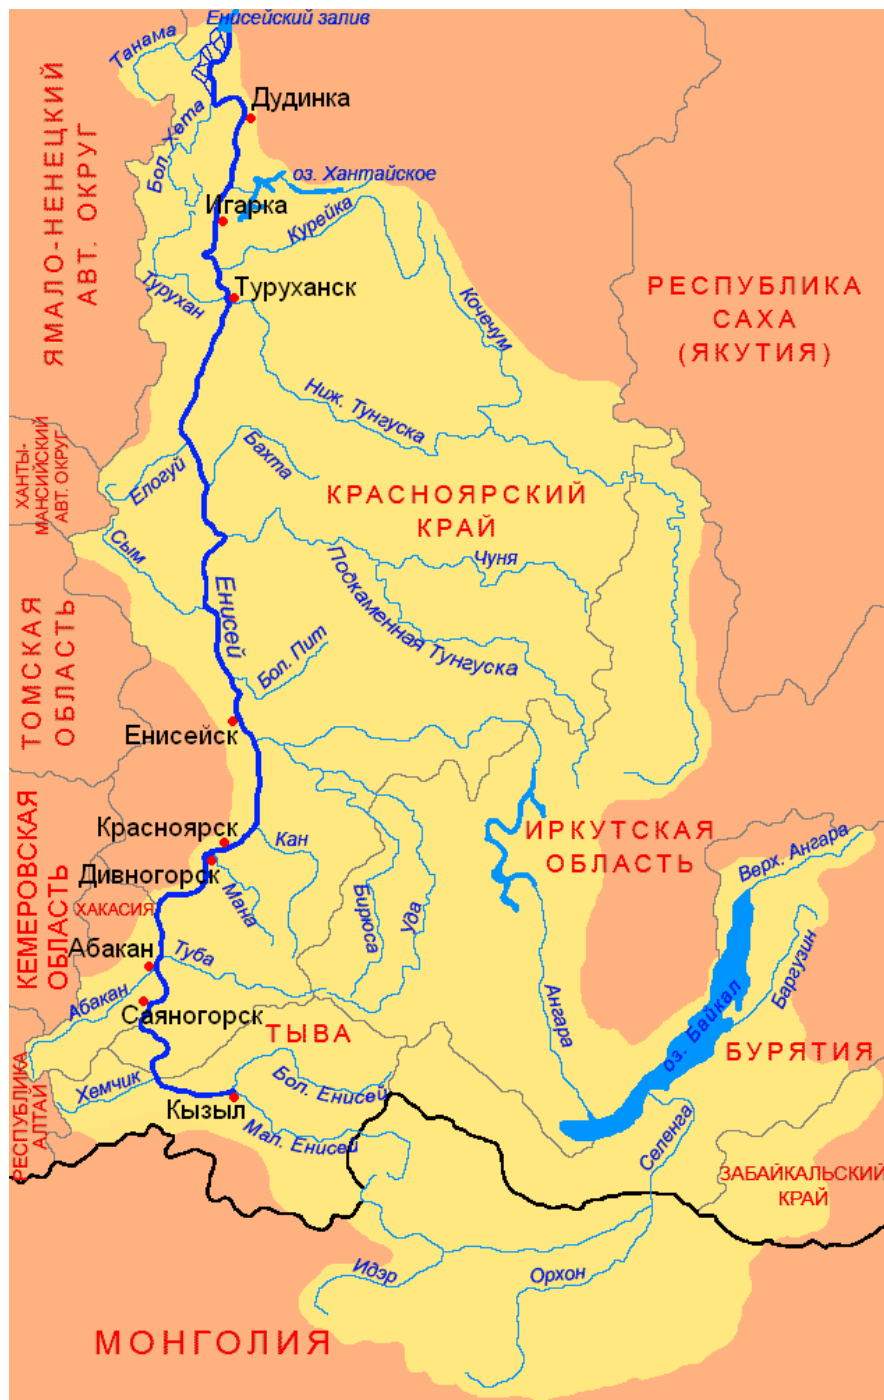 Енисейский залив
Танама
Дудинка
Бол. Хета
оз. Хантайское
Игарка
Курейка
ЯМАЛО-НЕНЕЦКИЙ
АВТ. ОКРУГ
Турухан
Туруханск
Кочечум
РЕСПУБЛИКА
САХА
(ЯКУТИЯ)
Ниж. Тунгуска
Бахта
Елогуй
ХАНТЫ-
МАНСИЙСКИЙ
АВТ. ОКРУГ
КРАСНОЯРСКИЙ
КРАЙ
Сым
Чуня
Подкаменная Тунгуска
Енисей
ТОМСКАЯ
ОБЛАСТЬ
Бол. Пит
Енисейск
КЕМЕРОВСКАЯ
ОБЛАСТЬ
Красноярск
Кан
ИРКУТСКАЯ
ОБЛАСТЬ
Дивногорск
Мана
Бирюса
Уда
Верх. Ангара
ХАКАСИЯ
Абакан
Туба
Баргузин
Абакан
Саяногорск
Ангара
оз. Байкал
ТЫВА
БУРЯТИЯ
РЕСПУБЛИКА
АЛТАЙ
Хемчик
Кызыл
Бол. Енисей
Мал. Енисей
Селенга
ЗАБАЙКАЛЬСКИЙ
КРАЙ
Идэр
Орхон
МОНГОЛИЯ